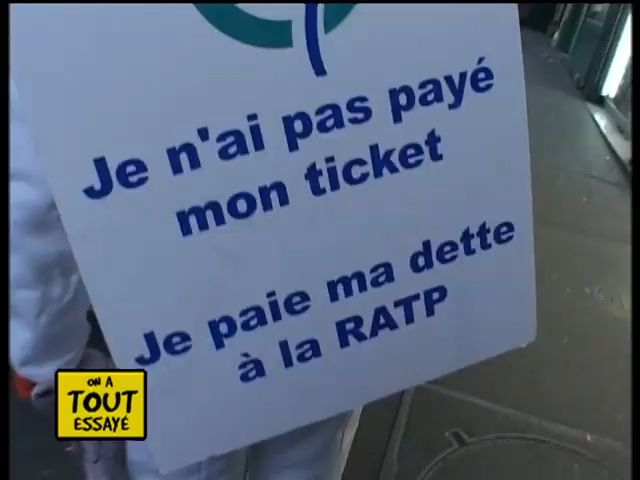 Je n'ai pas payé
mon ticket
Je paie ma dette
à la RATP
ON A
TOUT
ESSAYÉ